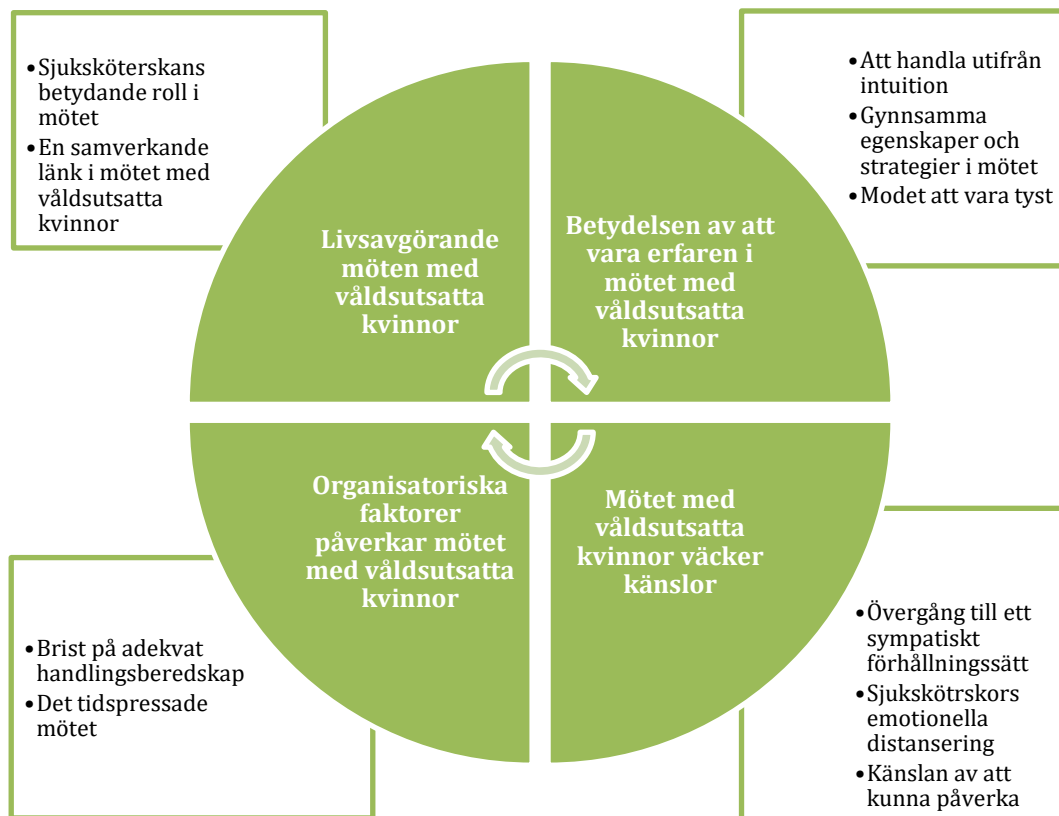 •Sjuksköterskans
betydande roll i
mötet
•En samverkande
länk i mötet med
våldsutsatta
kvinnor
•Att handla utifrån
intuition
•Gynnsamma
egenskaper och
strategier i mötet
•Modet att vara tyst
Livsavgörande
möten med
våldsutsatta
kvinnor
Betydelsen av att
vara erfaren i
mötet med
våldsutsatta
kvinnor
Organisatoriska
faktorer
påverkar mötet
med våldsutsatta
kvinnor
Mötet med
våldsutsatta
kvinnor väcker
känslor
•Brist på adekvat
handlingsberedskap
•Det tidspressade
mötet
•Övergång till ett
sympatiskt
förhållningssätt
•Sjukskötrskors
emotionella
distansering
•Känslan av att
kunna påverka